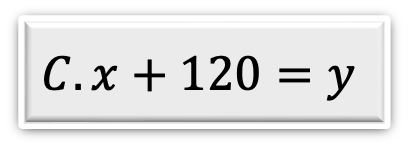 C.x + 120 = y